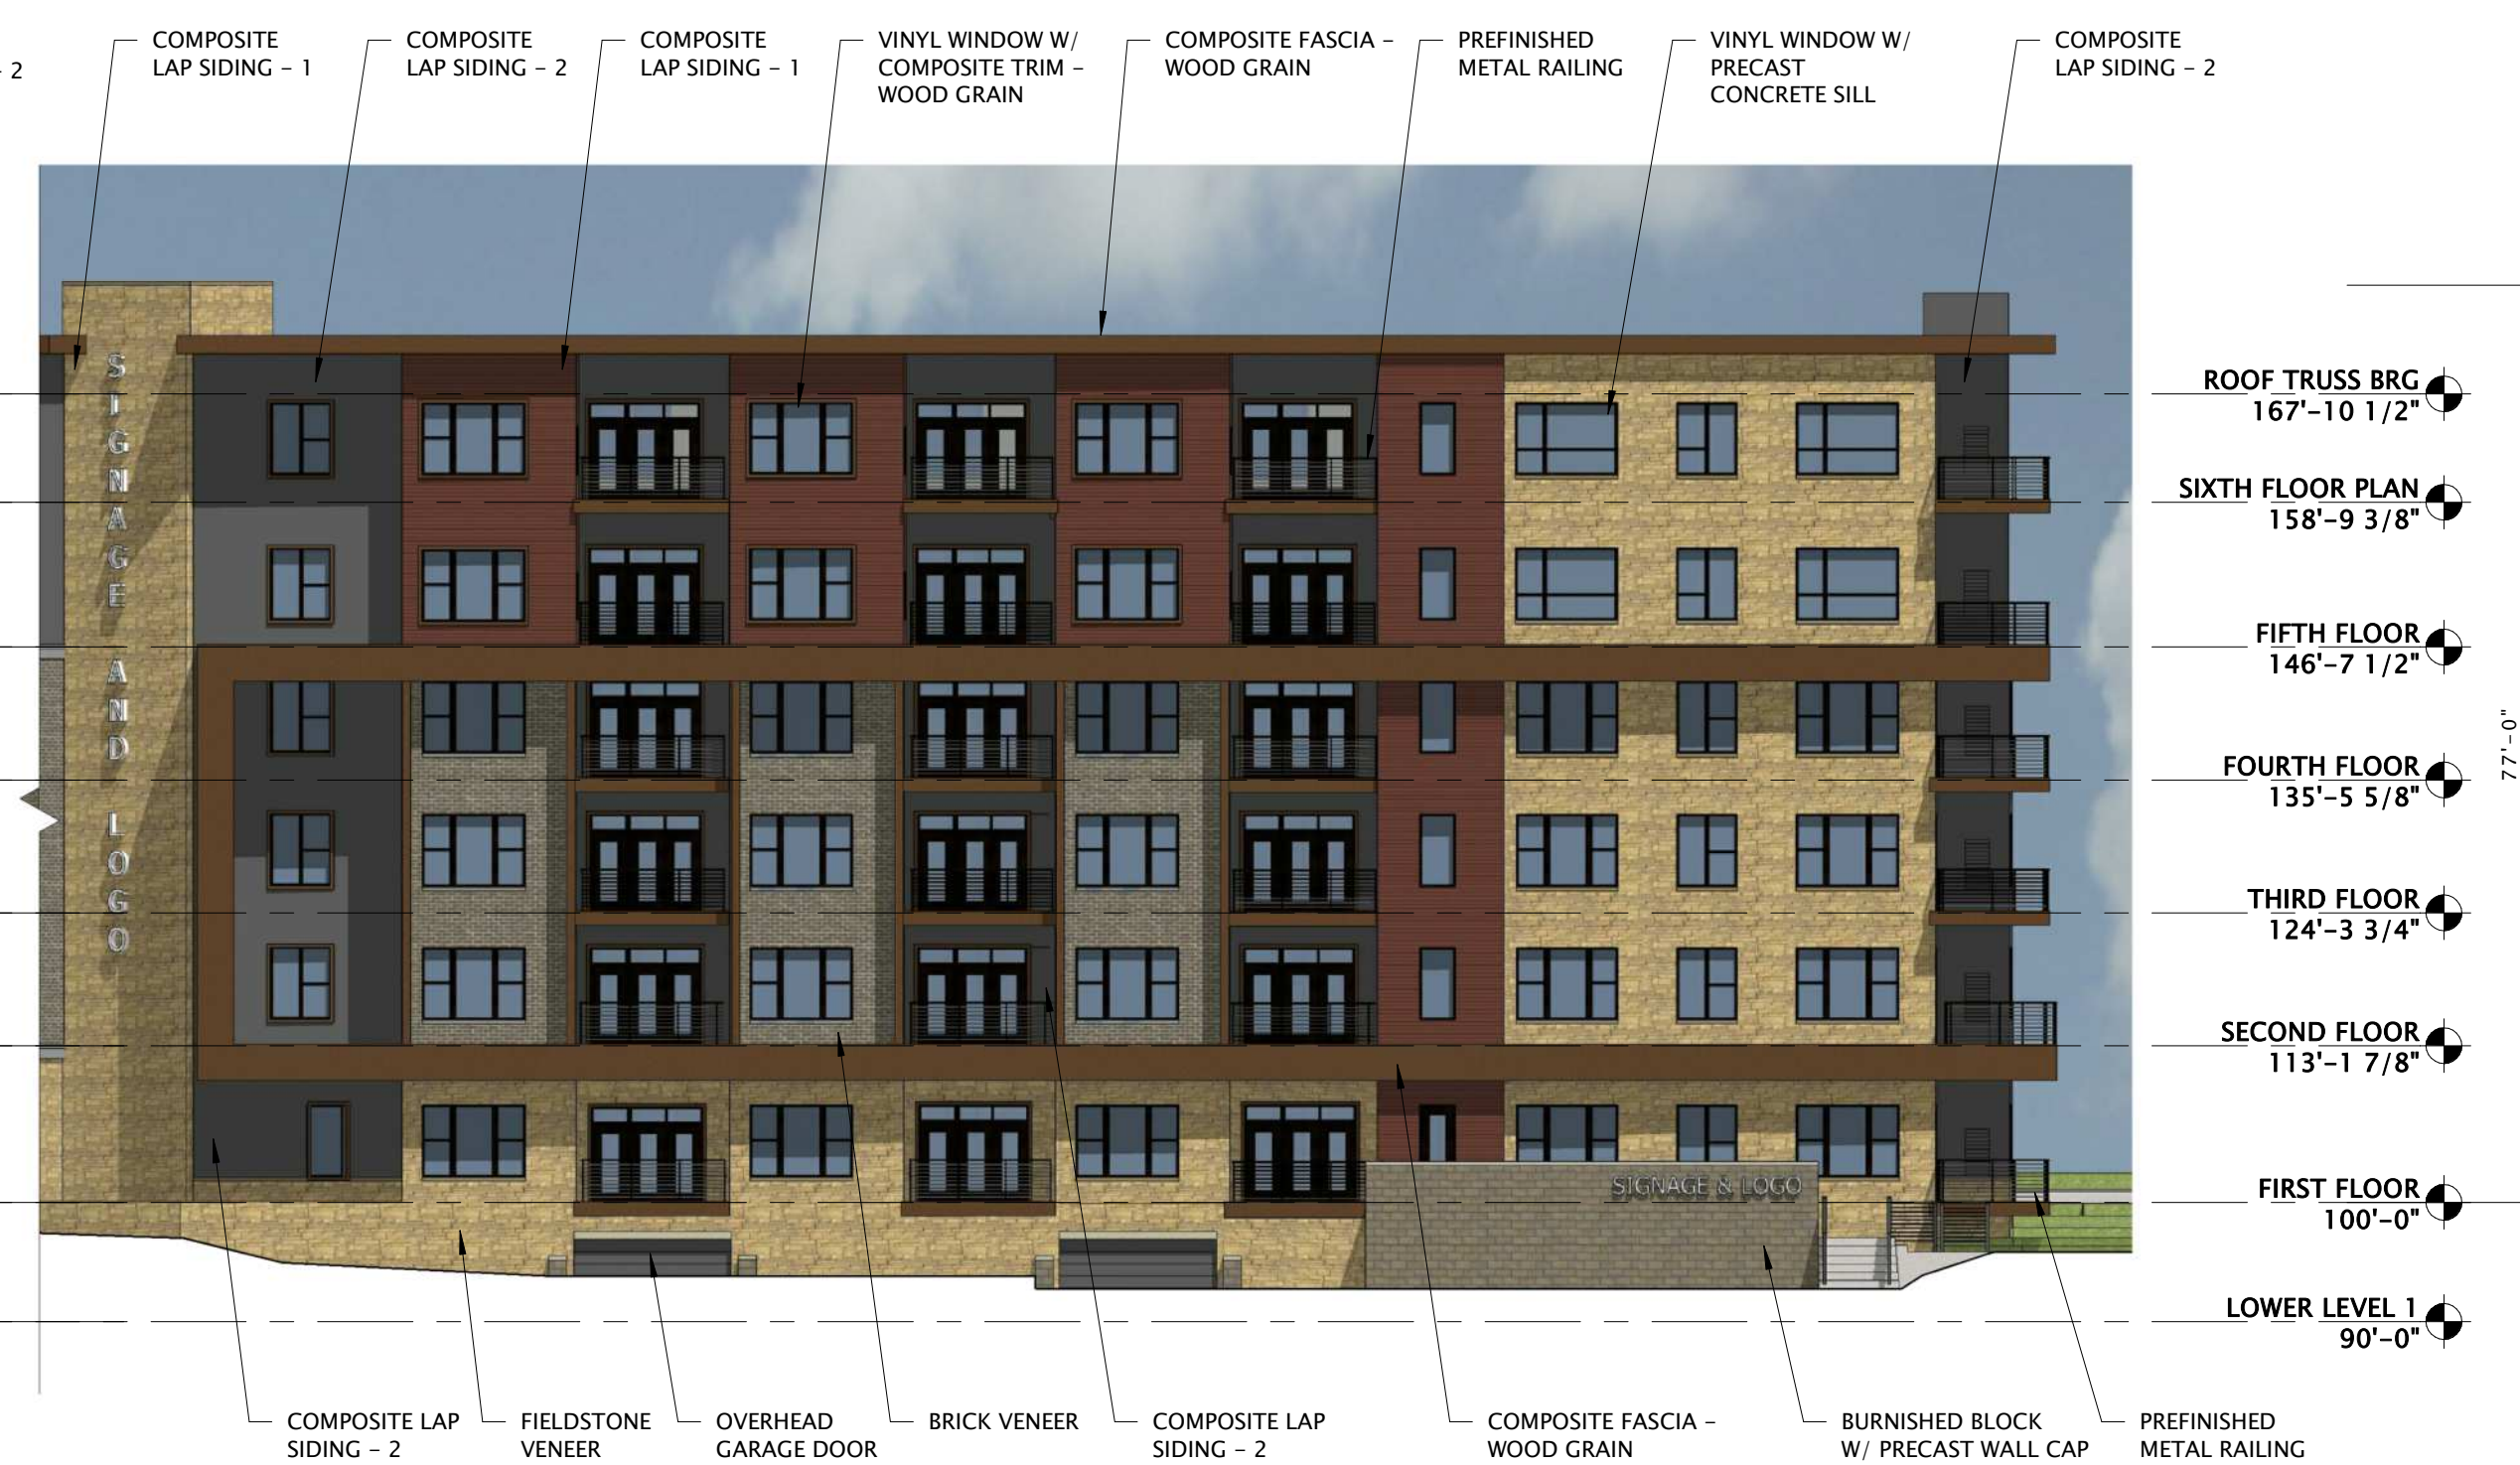 - 2
COMPOSITE
LAP SIDING - 1
COMPOSITE
LAP SIDING - 2
COMPOSITE
LAP SIDING - 1
VINYL WINDOW W/
COMPOSITE TRIM -
WOOD GRAIN
COMPOSITE FASCIA -
WOOD GRAIN
PREFINISHED
METAL RAILING
VINYL WINDOW W/
PRECAST
CONCRETE SILL
COMPOSITE
LAP SIDING - 2
SIGNAGE AND LOGO
ROOF TRUSS BRG
167'-10 1/2"
SIXTH FLOOR PLAN
158'-9 3/8"
FIFTH FLOOR
146'-7 1/2"
77'-0"
FOURTH FLOOR
135'-5 5/8"
THIRD FLOOR
124'-3 3/4"
SECOND FLOOR
113'-1 7/8"
SIGNAGE & LOGO
FIRST FLOOR
100'-0"
LOWER LEVEL 1
90'-0"
COMPOSITE LAP
SIDING - 2
FIELDSTONE
VENEER
OVERHEAD
GARAGE DOOR
BRICK VENEER
COMPOSITE LAP
SIDING - 2
COMPOSITE FASCIA -
WOOD GRAIN
BURNISHED BLOCK
W/ PRECAST WALL CAP
PREFINISHED
METAL RAILING